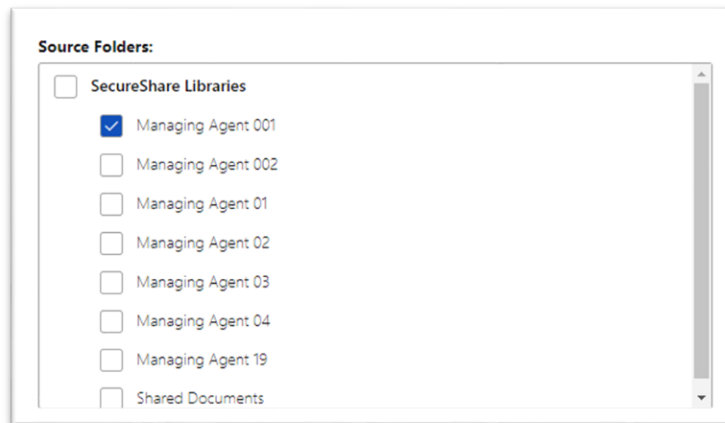 Source Folders:
SecureShare Libraries
Managing Agent 001
Managing Agent 002
Managing Agent 01
Managing Agent 02
Managing Agent 03
Managing Agent 04
Managing Agent 19
Shared Documents